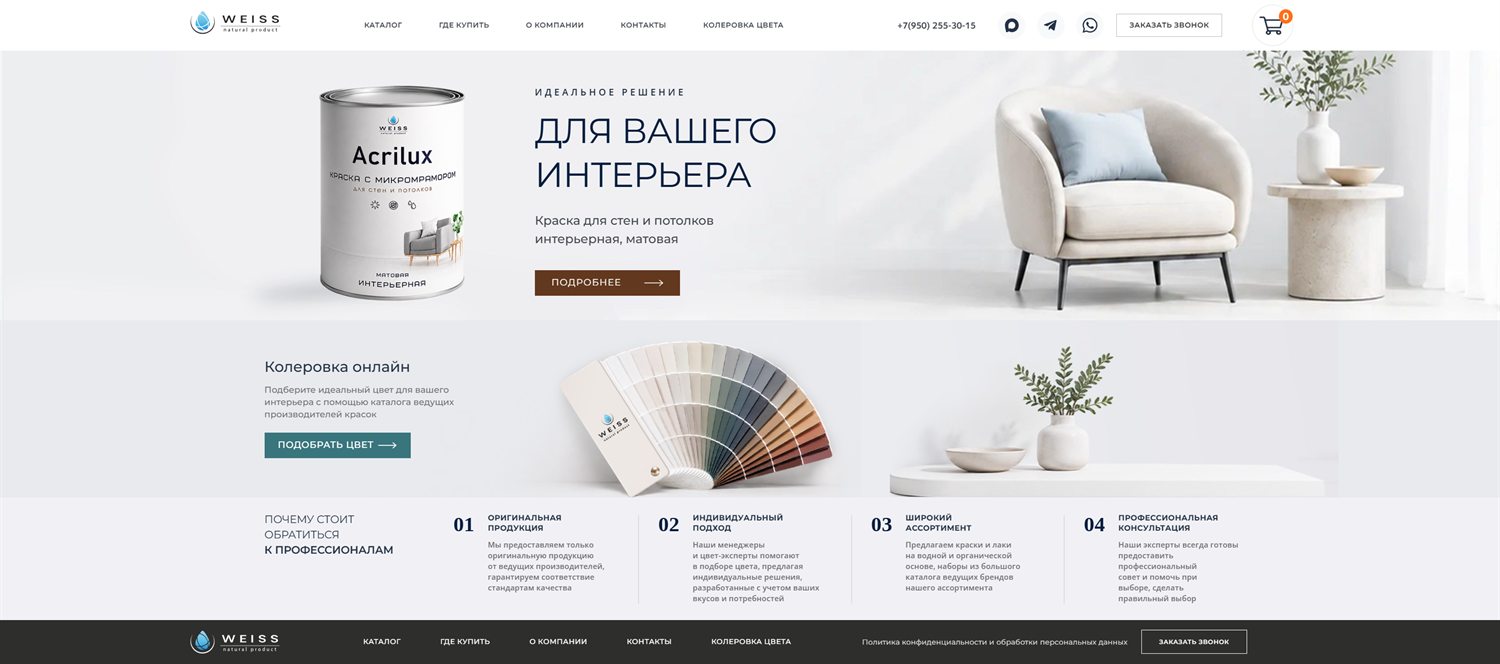 WEISS
natural product
КАТАЛОГ
ГДЕ КУПИТЬ
О КОМПАНИИ
КОНТАКТЫ
КОЛЕРОВКА ЦВЕТА
+7(950) 255-30-15
ЗАКАЗАТЬ ЗВОНОК
0
WEISS
natural product
Acrilux
КРАСКА С МИКРОМРАМОРОМ
ДЛЯ СТЕН И ПОТОЛКОВ
МАТОВАЯ
ИНТЕРЬЕРНАЯ
ИДЕАЛЬНОЕ РЕШЕНИЕ
ДЛЯ ВАШЕГО
ИНТЕРЬЕРА
Краска для стен и потолков
интерьерная, матовая
ПОДРОБНЕЕ
Колеровка онлайн
Подберите идеальный цвет для вашего
интерьера с помощью каталога ведущих
производителей красок
ПОДОБРАТЬ ЦВЕТ
WEISS
natural product
ПОЧЕМУ СТОИТ
ОБРАТИТЬСЯ
К ПРОФЕССИОНАЛАМ
01
ОРИГИНАЛЬНАЯ
ПРОДУКЦИЯ
Мы предоставляем только
оригинальную продукцию
от ведущих производителей,
гарантируем соответствие
стандартам качества
02
ИНДИВИДУАЛЬНЫЙ
ПОДХОД
Наши менеджеры
и цвет-эксперты помогают
в подборе цвета, предлагая
индивидуальные решения,
разработанные с учетом ваших
вкусов и потребностей
03
ШИРОКИЙ
АССОРТИМЕНТ
Предлагаем краски и лаки
на водной и органической
основе, наборы из большого
каталога ведущих брендов
нашего ассортимента
04
ПРОФЕССИОНАЛЬНАЯ
КОНСУЛЬТАЦИЯ
Наши эксперты всегда готовы
предоставить
профессиональный
совет и помочь при
выборе, сделать
правильный выбор
WEISS
natural product
КАТАЛОГ
ГДЕ КУПИТЬ
О КОМПАНИИ
КОНТАКТЫ
КОЛЕРОВКА ЦВЕТА
Политика конфиденциальности и обработки персональных данных
ЗАКАЗАТЬ ЗВОНОК